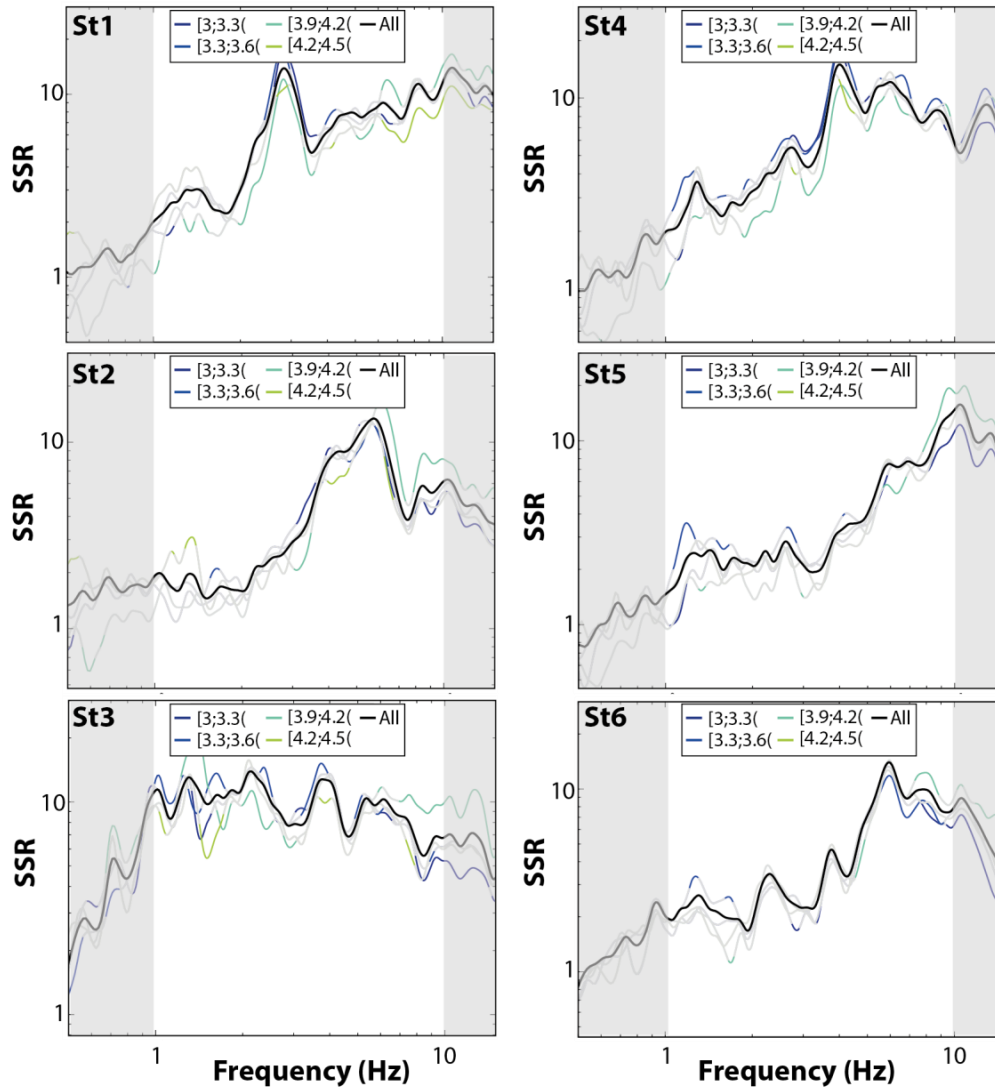 St1
[3;3.3( [3.9;4.2( All
[3.3;3.6( [4.2;4.5(
SSR
10
1
St4
[3;3.3( [3.9;4.2( All
[3.3;3.6( [4.2;4.5(
SSR
10
1
St2
[3;3.3( [3.9;4.2( All
[3.3;3.6( [4.2;4.5(
SSR
10
1
St5
[3;3.3( [3.9;4.2( All
[3.3;3.6( [4.2;4.5(
SSR
10
1
St3
[3;3.3( [3.9;4.2( All
[3.3;3.6( [4.2;4.5(
SSR
10
1
1 10
Frequency (Hz)
St6
[3;3.3( [3.9;4.2( All
[3.3;3.6( [4.2;4.5(
SSR
10
1
1 10
Frequency (Hz)